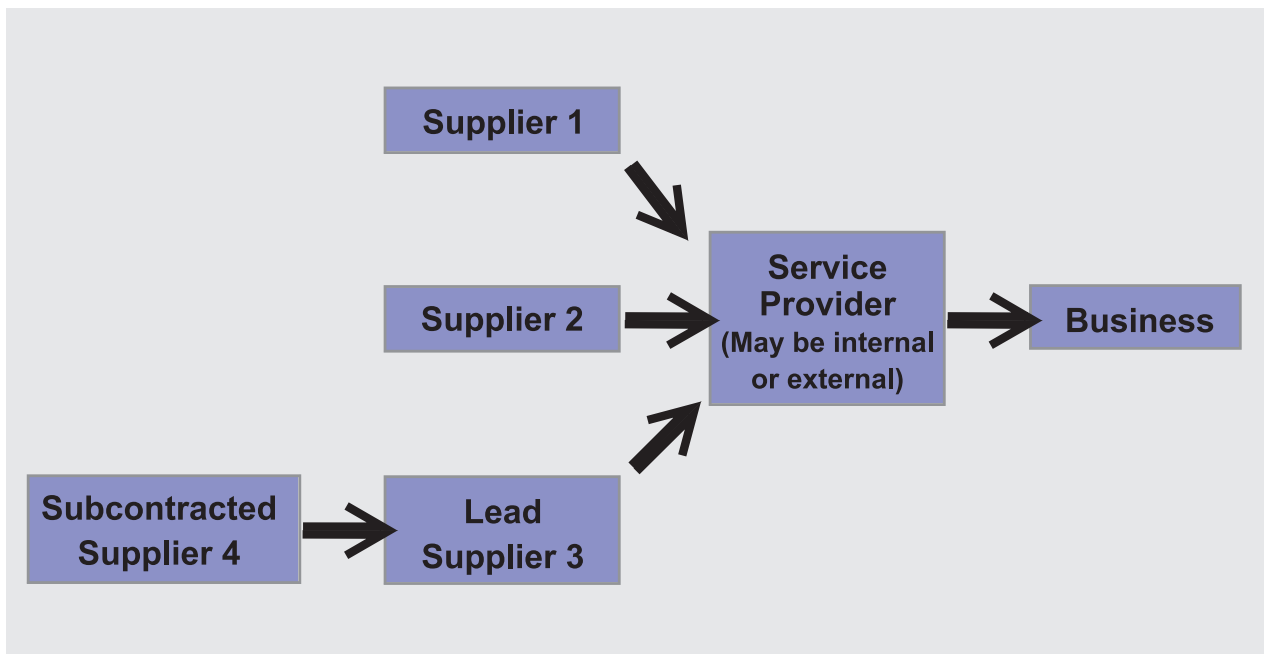 Supplier 1
Supplier 2
Service
Provider
(May be internal
or external)
Business
Subcontracted
Supplier 4
Lead
Supplier 3